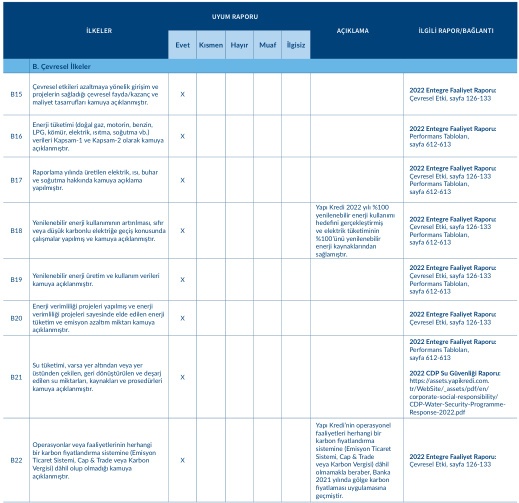 İLKELER
UYUM RAPORU
AÇIKLAMA
İLGİLİ RAPOR/BAĞLANTI
Evet
Kısmen
Hayır
Muaf
İlgisiz
B. Çevresel İlkeler
B15
Çevresel etkileri azaltmaya yönelik girişim ve
projelerin sağladığı çevresel fayda/kazanç ve
maliyet tasarrufları kamuya açıklanmıştır.
X
2022 Entegre Faaliyet Raporu:
Çevresel Etki, sayfa 126-133
B16
Enerji tüketimi (doğal gaz, motorin, benzin,
LPG, kömür, elektrik, ısıtma, soğutma vb.)
verileri Kapsam-1 ve Kapsam-2 olarak kamuya
açıklanmıştır.
X
2022 Entegre Faaliyet Raporu:
Performans Tabloları,
sayfa 612-613
B17
Raporlama yılında üretilen elektrik, ısı, buhar
ve soğutma hakkında kamuya açıklama
yapılmıştır.
X
2022 Entegre Faaliyet Raporu:
Çevresel Etki, sayfa 126-133
Performans Tabloları,
sayfa 612-613
B18
Yenilenebilir enerji kullanımının artırılması, sıfır
veya düşük karbonlu elektriğe geçiş konusunda
çalışmalar yapılmış ve kamuya açıklanmıştır.
X
Yapı Kredi 2022 yılı %100
yenilenebilir enerji kullanımı
hedefini gerçekleştirmiş
ve elektrik tüketiminin
%100'ünü yenilenebilir
enerji kaynaklarından
sağlamıştır.
2022 Entegre Faaliyet Raporu:
Çevresel Etki, sayfa 126-133
Performans Tabloları,
sayfa 612-613
B19
Yenilenebilir enerji üretim ve kullanım verileri
kamuya açıklanmıştır.
X
2022 Entegre Faaliyet Raporu:
Çevresel Etki, sayfa 126-133
Performans Tabloları,
sayfa 612-613
B20
Enerji verimliliği projeleri yapılmış ve enerji
verimliliği projeleri sayesinde elde edilen enerji
tüketim ve emisyon azaltım miktarı kamuya
açıklanmıştır.
X
2022 Entegre Faaliyet Raporu:
Çevresel Etki, sayfa 126-133
B21
Su tüketimi, varsa yer altından veya yer
üstünden çekilen, geri dönüştürülen ve deşarj
edilen su miktarları, kaynakları ve prosedürleri
kamuya açıklanmıştır.
X
2022 Entegre Faaliyet Raporu:
Performans Tabloları,
sayfa 612-613
2022 CDP Su Güvenliği Raporu:
https://assets.yapikredi.com.
tr/WebSite/_assets/pdf/en/
corporate-social-responsibility/
CDP-Water-Security-Programme-
Response-2022.pdf
B22
Operasyonlar veya faaliyetlerinin herhangi
bir karbon fiyatlandırma sistemine (Emisyon
Ticaret Sistemi, Cap & Trade veya Karbon
Vergisi) dâhil olup olmadığı kamuya
açıklanmıştır.
X
Yapı Kredi'nin operasyonel
faaliyetleri herhangi bir
karbon fiyatlandırma
sistemine (Emisyon Ticaret
Sistemi, Cap & Trade
veya Karbon Vergisi) dâhil
olmamakla beraber, Banka
2021 yılında gölge karbon
fiyatlaması uygulamasına
geçmiştir.
2022 Entegre Faaliyet Raporu:
Çevresel Etki, sayfa 126-133